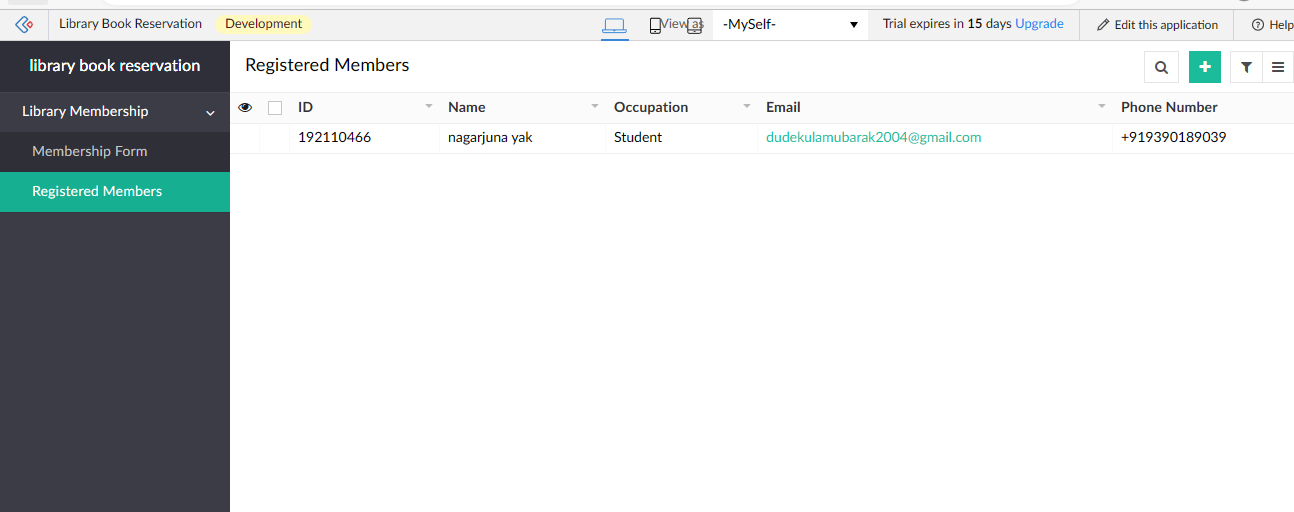 Library Book Reservation Development View as -MySelf- Trial expires in 15 days Upgrade Edit this application Help
library book reservation
Library Membership
Membership Form
Registered Members
Registered Members
ID Name Occupation Email Phone Number
192110466 nagarjuna yak Student dudekulamubarak2004@gmail.com +919390189039